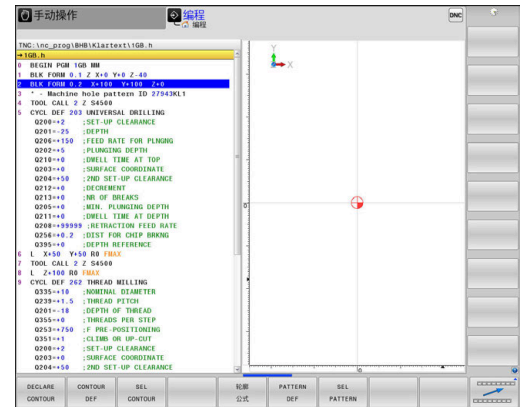 手动操作
编程
编程
DNC
TNC:\nc_prog\BHB\Klartext\1GB.h
→1GB.h
0 BEGIN PGM 1GB MM
1 BLK FORM 0.1 Z X+0 Y+0 Z-40
2 BLK FORM 0.2 X+100 Y+100 Z+0
3 * - Machine hole pattern ID 27943KL1
4 TOOL CALL 2 Z S4500
5 CYCL DEF 203 UNIVERSAL DRILLING
Q200=+2 ;SET-UP CLEARANCE
Q201=-25 ;DEPTH
Q206=+150 ;FEED RATE FOR PLNGNG
Q202=+5 ;PLUNGING DEPTH
Q210=+0 ;DWELL TIME AT TOP
Q203=+0 ;SURFACE COORDINATE
Q204=+50 ;2ND SET-UP CLEARANCE
Q212=+0 ;DECREMENT
Q213=+0 ;NR OF BREAKS
Q205=+0 ;MIN. PLUNGING DEPTH
Q211=+0 ;DWELL TIME AT DEPTH
Q208=+99999 ;RETRACTION FEED RATE
Q256=+0.2 ;DIST FOR CHIP BRKNG
Q395=+0 ;DEPTH REFERENCE
6 L X+50 Y+50 R0 FMAX
7 TOOL CALL 2 Z S4500
8 L Z+100 R0 FMAX
9 CYCL DEF 262 THREAD MILLING
Q335=+10 ;NOMINAL DIAMETER
Q239=+1.5 ;THREAD PITCH
Q201=-18 ;DEPTH OF THREAD
Q355=+0 ;THREADS PER STEP
Q253=+750 ;F PRE-POSITIONING
Q351=+1 ;CLIMB OR UP-CUT
Q200=+2 ;SET-UP CLEARANCE
Q203=+0 ;SURFACE COORDINATE
Q204=+50 ;2ND SET-UP CLEARANCE
Y
X
0
0
DECLARE CONTOUR
CONTOUR DEF
SEL CONTOUR
轮廓 公式
PATTERN DEF
SEL PATTERN